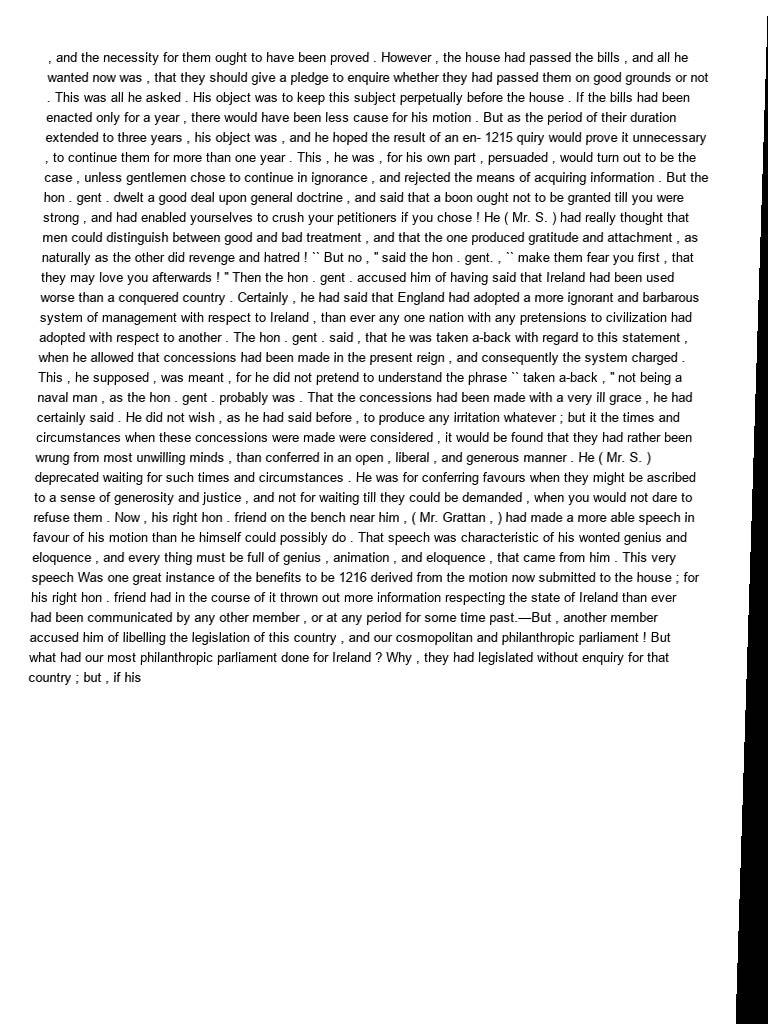 , and the necessity for them ought to have been proved . However , the house had passed the bills , and all he
wanted now was , that they should give a pledge to enquire whether they had passed them on good grounds or not
. This was all he asked . His object was to keep this subject perpetually before the house . If the bills had been
enacted only for a year , there would have been less cause for his motion . But as the period of their duration
extended to three years , his object was , and he hoped the result of an en- 1215 quiry would prove it unnecessary
, to continue them for more than one year . This , he was , for his own part , persuaded , would turn out to be the
case , unless gentlemen chose to continue in ignorance , and rejected the means of acquiring information . But the
hon . gent . dwelt a good deal upon general doctrine , and said that a boon ought not to be granted till you were
strong , and had enabled yourselves to crush your petitioners if you chose ! He ( Mr. S. ) had really thought that
men could distinguish between good and bad treatment , and that the one produced gratitude and attachment , as
naturally as the other did revenge and hatred ! `` But no , " said the hon . gent. , `` make them fear you first , that
they may love you afterwards ! " Then the hon . gent . accused him of having said that Ireland had been used
worse than a conquered country . Certainly , he had said that England had adopted a more ignorant and barbarous
system of management with respect to Ireland , than ever any one nation with any pretensions to civilization had
adopted with respect to another . The hon . gent . said , that he was taken a-back with regard to this statement ,
when he allowed that concessions had been made in the present reign , and consequently the system charged .
This , he supposed , was meant , for he did not pretend to understand the phrase `` taken a-back , " not being a
naval man , as the hon . gent . probably was . That the concessions had been made with a very ill grace , he had
certainly said . He did not wish , as he had said before , to produce any irritation whatever ; but it the times and
circumstances when these concessions were made were considered , it would be found that they had rather been
wrung from most unwilling minds , than conferred in an open , liberal , and generous manner . He ( Mr. S. )
deprecated waiting for such times and circumstances . He was for conferring favours when they might be ascribed
to a sense of generosity and justice , and not for waiting till they could be demanded , when you would not dare to
refuse them . Now , his right hon . friend on the bench near him , ( Mr. Grattan , ) had made a more able speech in
favour of his motion than he himself could possibly do . That speech was characteristic of his wonted genius and
eloquence , and every thing must be full of genius , animation , and eloquence , that came from him . This very
speech Was one great instance of the benefits to be 1216 derived from the motion now submitted to the house ; for
his right hon . friend had in the course of it thrown out more information respecting the state of Ireland than ever
had been communicated by any other member , or at any period for some time past.—But , another member
accused him of libelling the legislation of this country , and our cosmopolitan and philanthropic parliament ! But
what had our most philanthropic parliament done for Ireland ? Why , they had legislated without enquiry for that
country ; but , if his